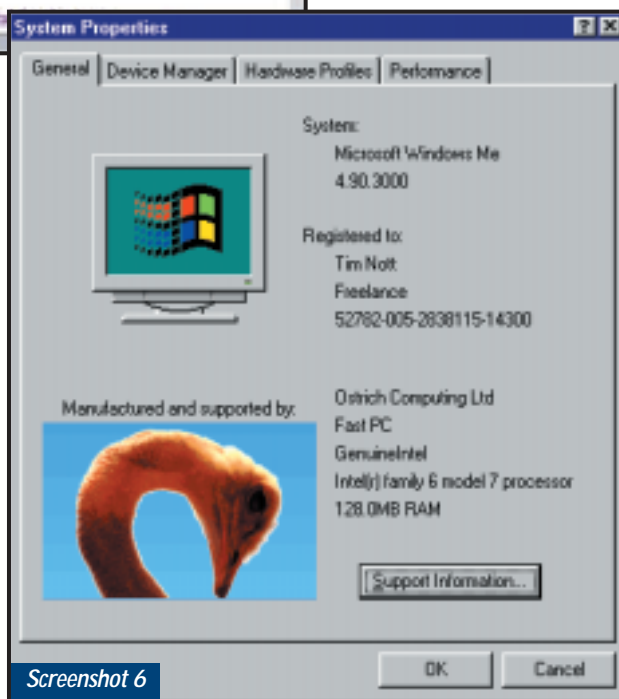 System Properties
General
Device Manager
Hardware Profiles
Performance
System:
Microsoft Windows Me
4.90.3000
Registered to:
Tim Nott
Freelance
52782-005-2838115-14300
Manufactured and supported by:
Ostrich Computing Ltd
Fast PC
GenuineIntel
Intel(r) family 6 model 7 processor
128.0MB RAM
Support Information...
OK
Cancel
Screenshot 6